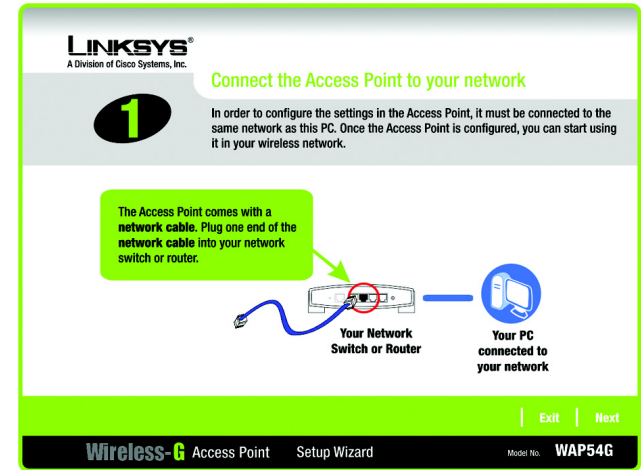 LINKSYS®
A Division of Cisco Systems, Inc.
Connect the Access Point to your network
1
In order to configure the settings in the Access Point, it must be connected to the
same network as this PC. Once the Access Point is configured, you can start using
it in your wireless network.
The Access Point comes with a
network cable. Plug one end of the
network cable into your network
switch or router.
Your Network
Switch or Router
Your PC
connected to
your network
Exit
Next
Wireless-G Access Point Setup Wizard
Model No. WAP54G